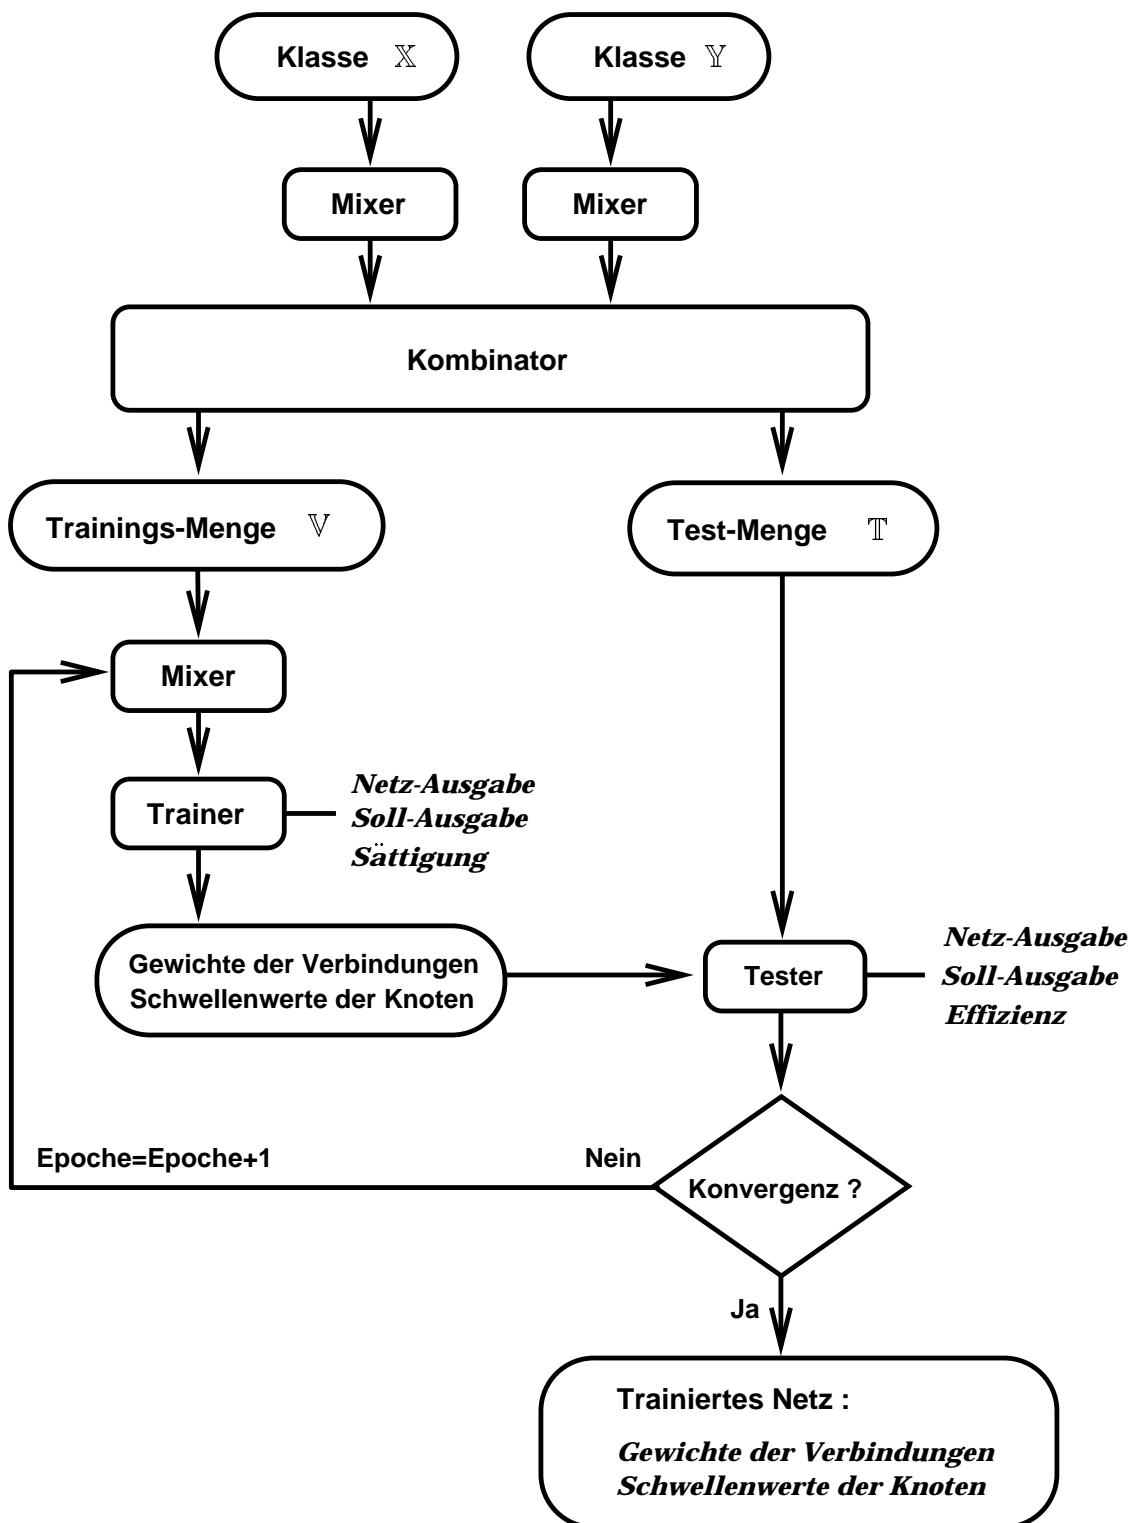 Klasse 𝕏
Klasse 𝕐
Mixer
Mixer
Kombinator
Trainings-Menge 𝕍
Test-Menge 𝕋
Mixer
Trainer
Netz-Ausgabe
Soll-Ausgabe
Sättigung
Gewichte der Verbindungen
Schwellenwerte der Knoten
Tester
Netz-Ausgabe
Soll-Ausgabe
Effizienz
Epoche=Epoche+1
Nein
Konvergenz ?
Ja
Trainiertes Netz :
Gewichte der Verbindungen
Schwellenwerte der Knoten